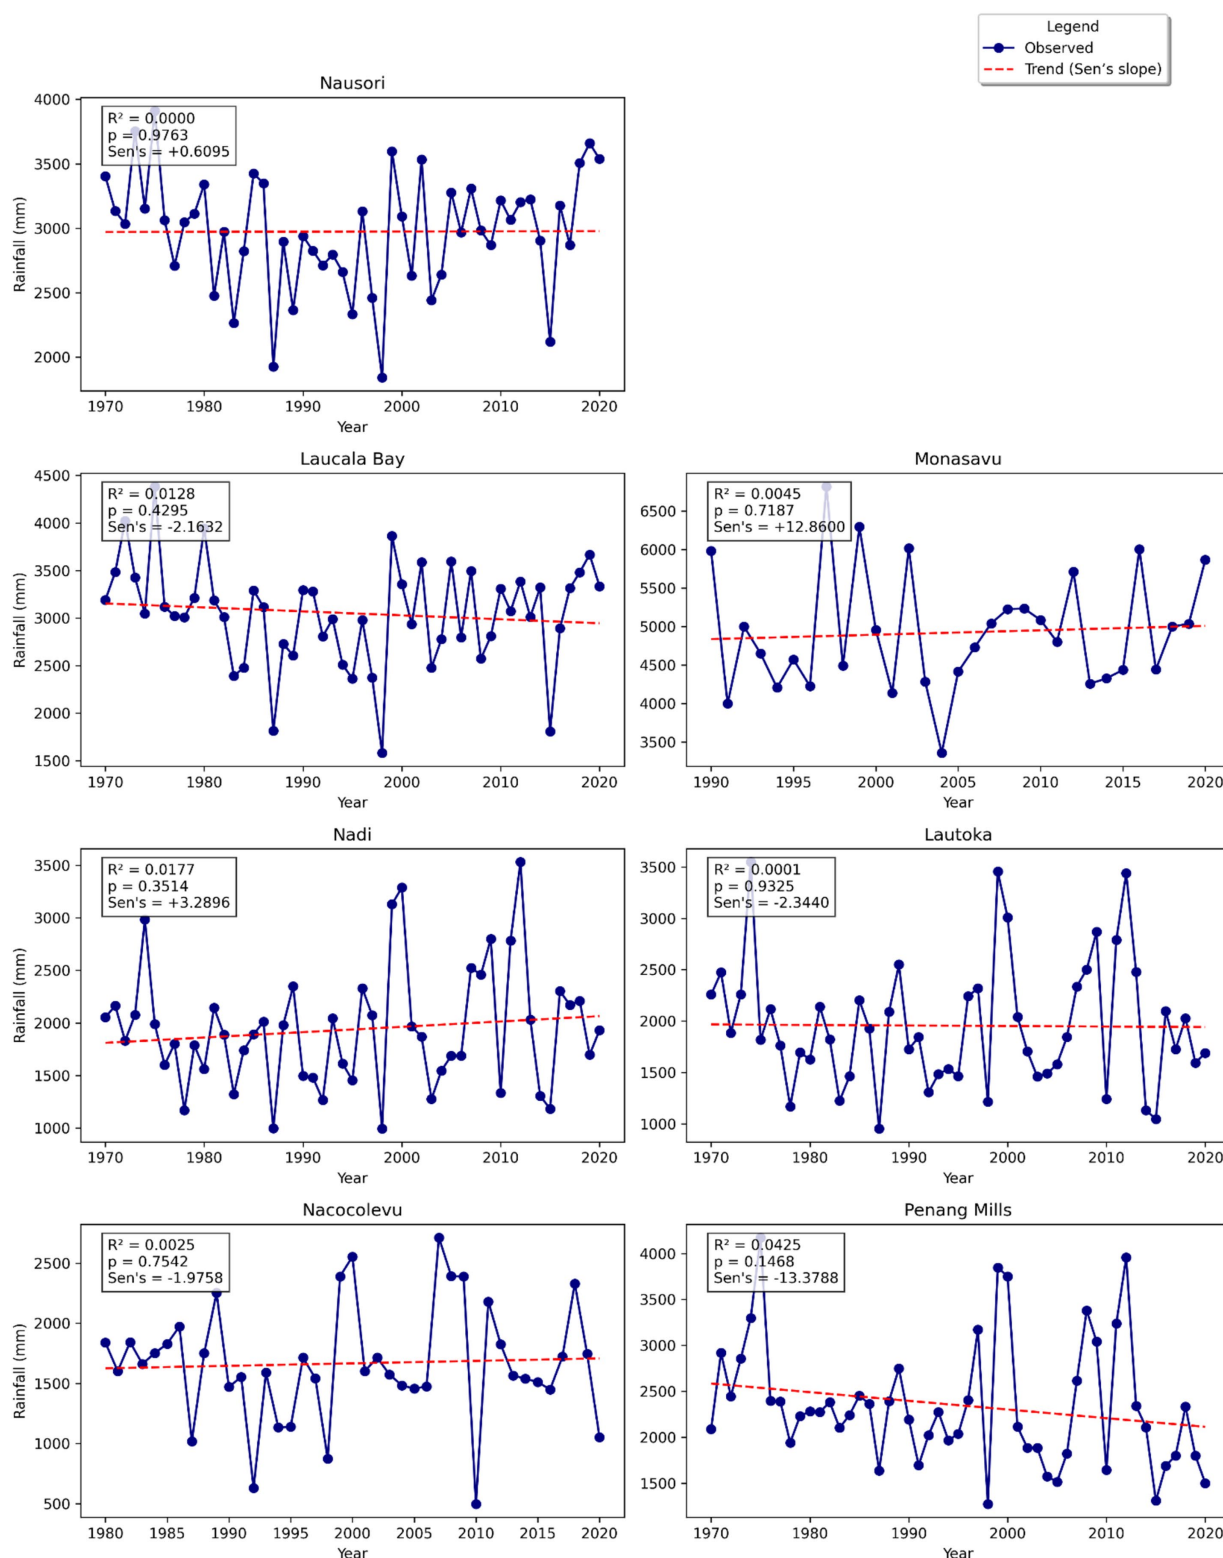 Legend
Observed
Trend (Sen's slope)
Nausori
R² = 0.0000
p = 0.9763
Sen's = +0.6095
4000
3500
3000
2500
2000
Rainfall (mm)
1970 1980 1990 2000 2010 2020
Year
Laucala Bay
R² = 0.0128
p = 0.4295
Sen's = -2.1632
4500
4000
3500
3000
2500
2000
1500
Rainfall (mm)
1970 1980 1990 2000 2010 2020
Year
Monasavu
R² = 0.0045
p = 0.7187
Sen's = +12.8600
6500
6000
5500
5000
4500
4000
3500
1990 1995 2000 2005 2010 2015 2020
Year
Nadi
R² = 0.0177
p = 0.3514
Sen's = +3.2896
3500
3000
2500
2000
1500
1000
Rainfall (mm)
1970 1980 1990 2000 2010 2020
Year
Lautoka
R² = 0.0001
p = 0.9325
Sen's = -2.3440
3500
3000
2500
2000
1500
1000
1970 1980 1990 2000 2010 2020
Year
Nacocolevu
R² = 0.0025
p = 0.7542
Sen's = -1.9758
2500
2000
1500
1000
500
Rainfall (mm)
1980 1985 1990 1995 2000 2005 2010 2015 2020
Year
Penang Mills
R² = 0.0425
p = 0.1468
Sen's = -13.3788
4000
3500
3000
2500
2000
1500
1970 1980 1990 2000 2010 2020
Year